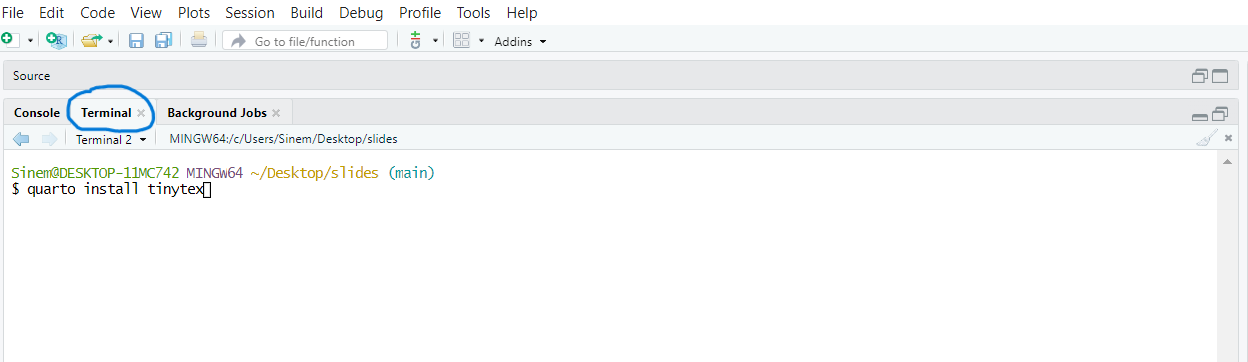 File Edit Code View Plots Session Build Debug Profile Tools Help
Go to file/function Addins
Source
Console Terminal Background Jobs
Terminal 2 MINGW64:/c/Users/Sinem/Desktop/slides
Sinem@DESKTOP-11MC742 MINGW64 ~/Desktop/slides (main)
$ quarto install tinytex